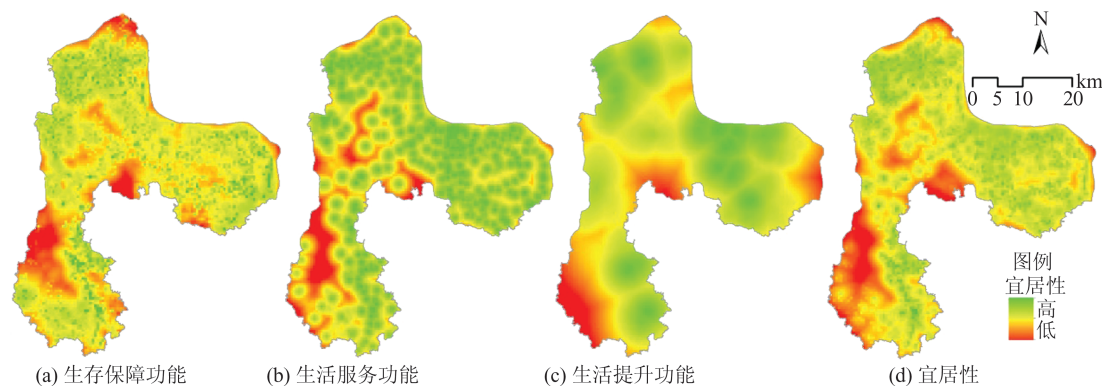 N
km
0 5 10 20
图例
宜居性
高
低
(a) 生存保障功能
(b) 生活服务功能
(c) 生活提升功能
(d) 宜居性